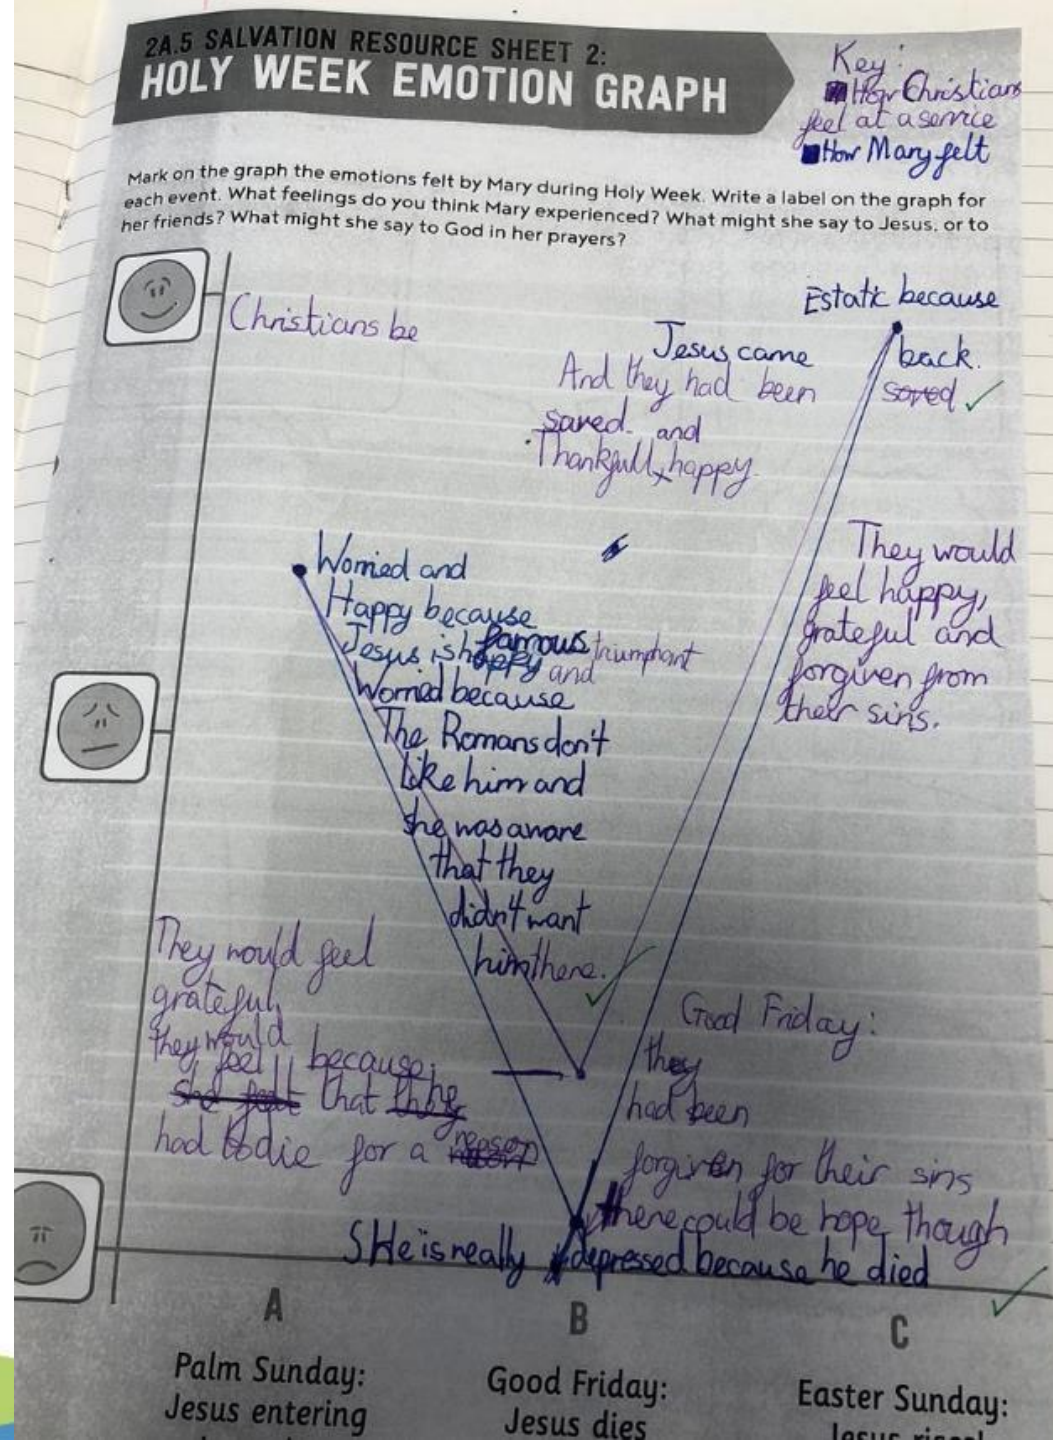 2A.5 SALVATION RESOURCE SHEET 2:
HOLY WEEK EMOTION GRAPH
Key:
How Christians
feel at a service
How Mary felt
Mark on the graph the emotions felt by Mary during Holy Week. Write a label on the graph for
each event. What feelings do you think Mary experienced? What might she say to Jesus, or to
her friends? What might she say to God in her prayers?
Christians be
Estatic because
Jesus came back.
And they had been saved
saved. and
Thankfull, happy.
They would
feel happy,
grateful and
forgiven from
their sins.
Worried and
Happy because
Jesus is happy famous triumphant
and
Worried because
The Romans don't
like him and
she was aware
that they
didn't want
him there.
They would feel
grateful,
they would
feel because
she felt that
had to die for a reason
Good Friday:
they
had been
forgiven for their sins
there could be hope though
SHe is really depressed because he died
A
B
C
Palm Sunday:
Jesus entering
Good Friday:
Jesus dies
Easter Sunday: